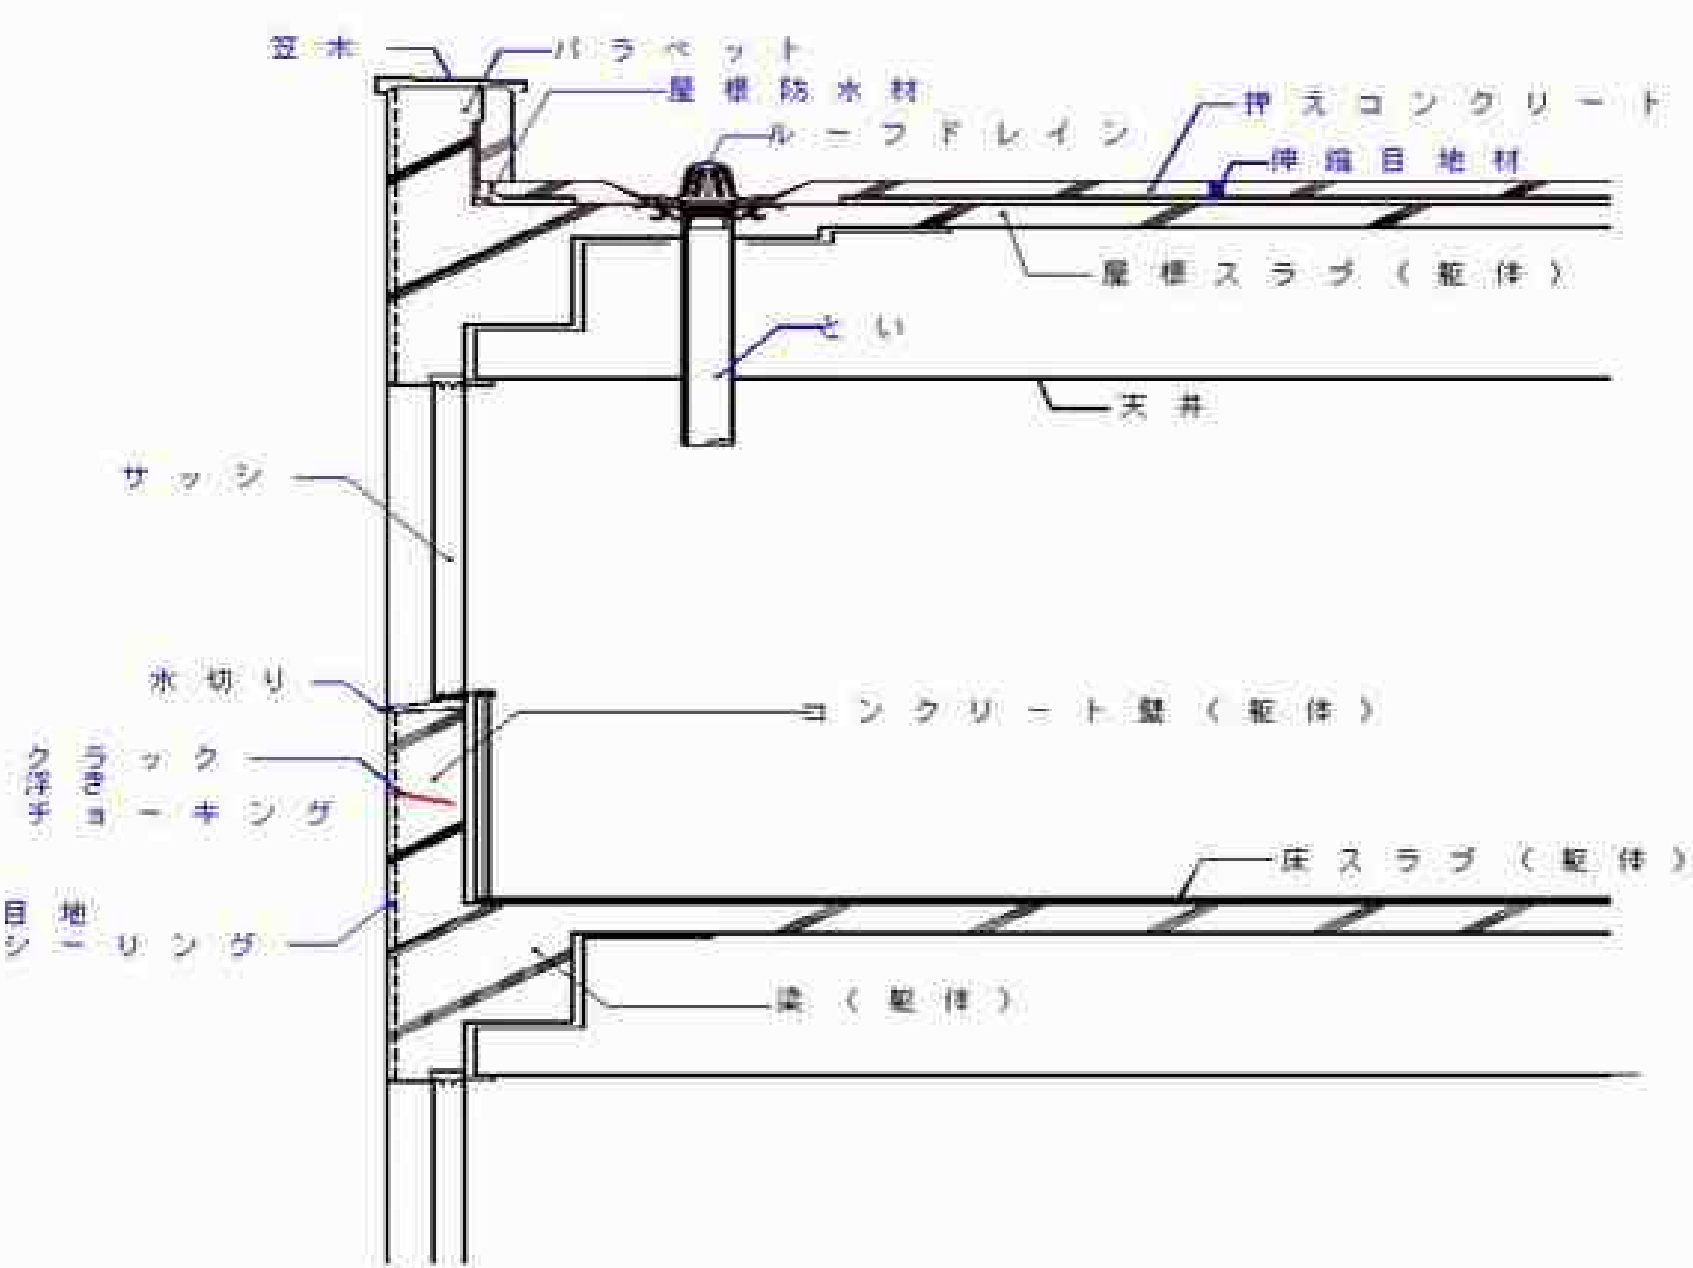 笠木
パラペット
屋根防水材
ルーフドレイン
押えコンクリート
伸縮目地材
屋根スラブ(躯体)
とい
天井
サッシ
水切り
コンクリート壁(躯体)
クラック
浮き
チョーキング
床スラブ(躯体)
目地
シーリング
梁(躯体)